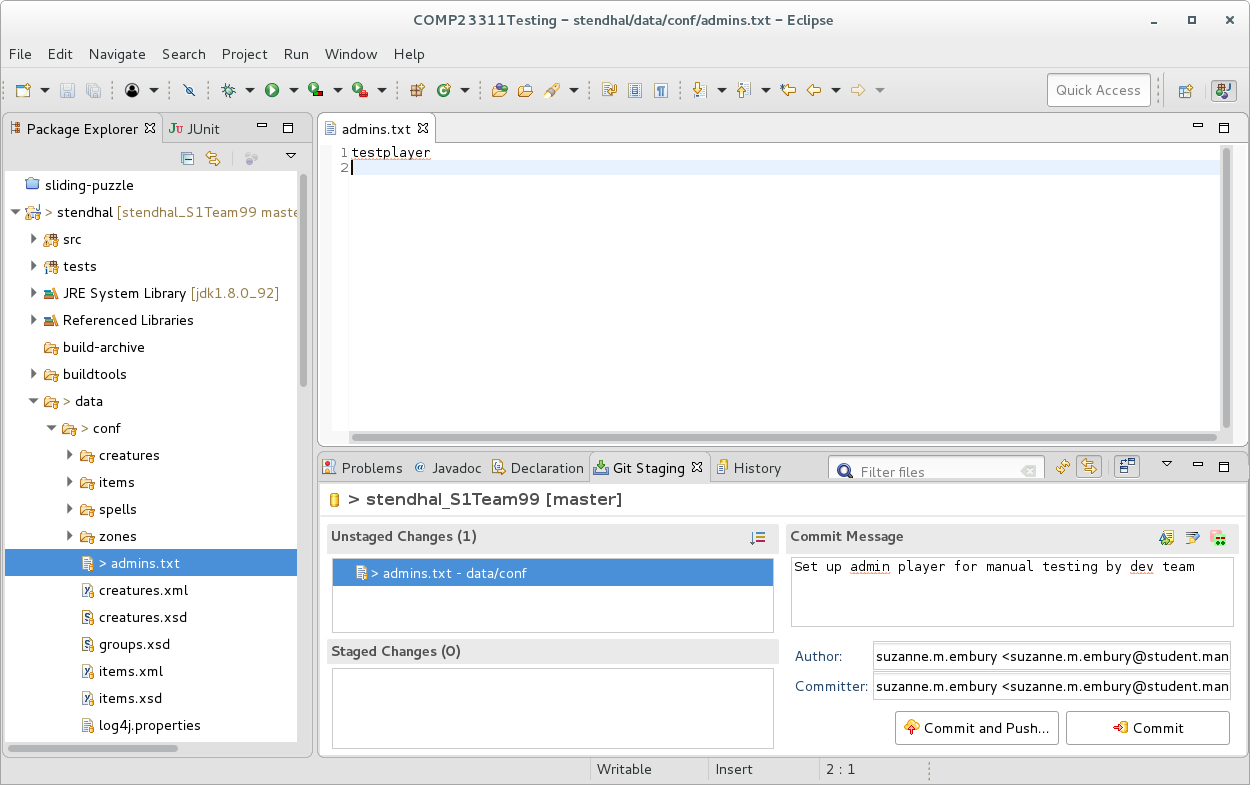 COMP23311Testing – stendhal/data/conf/admins.txt – Eclipse
File Edit Navigate Search Project Run Window Help
Quick Access
Package Explorer
JUnit
sliding-puzzle
> stendhal [stendhal_S1Team99 maste
src
tests
JRE System Library [jdk1.8.0_92]
Referenced Libraries
build-archive
buildtools
> data
> conf
creatures
items
spells
zones
> admins.txt
creatures.xml
creatures.xsd
groups.xsd
items.xml
items.xsd
log4j.properties
admins.txt
1 testplayer
2
Problems @ Javadoc Declaration Git Staging History
Filter files
> stendhal_S1Team99 [master]
Unstaged Changes (1)
> admins.txt - data/conf
Staged Changes (0)
Commit Message
Set up admin player for manual testing by dev team
Author: suzanne.m.embury <suzanne.m.embury@student.man
Committer: suzanne.m.embury <suzanne.m.embury@student.man
Commit and Push... Commit
Writable Insert 2 : 1